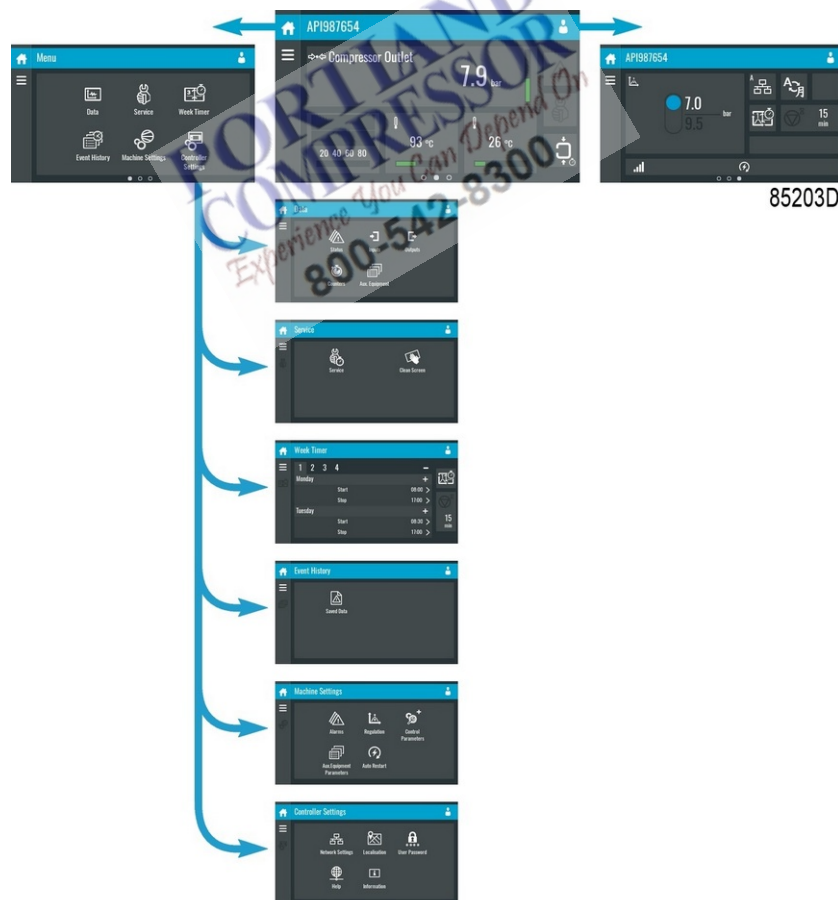 API987654
Compressor Outlet
7.9 bar
20 40 60 80
93 °C
26 °C
Menu
Data Service Week Timer
Event History Machine Settings Controller Settings
API987654
7.0
bar
9.5
15 min
85203D
PORTLAND
COMPRESSOR
Experience You Can Depend On
800-542-8300
Data
Status Outputs
Counters Aux. Equipment
Service
Service Clean Screen
Week Timer
1 2 3 4
Monday
Start 08:00
Stop 17:00
Tuesday
Start 08:30
Stop 17:00
15 min
Event History
Saved Data
Machine Settings
Alarms Regulation Control Parameters
Aux.Equipment Parameters Auto Restart
Controller Settings
Network Settings Localisation User Password
Help Information